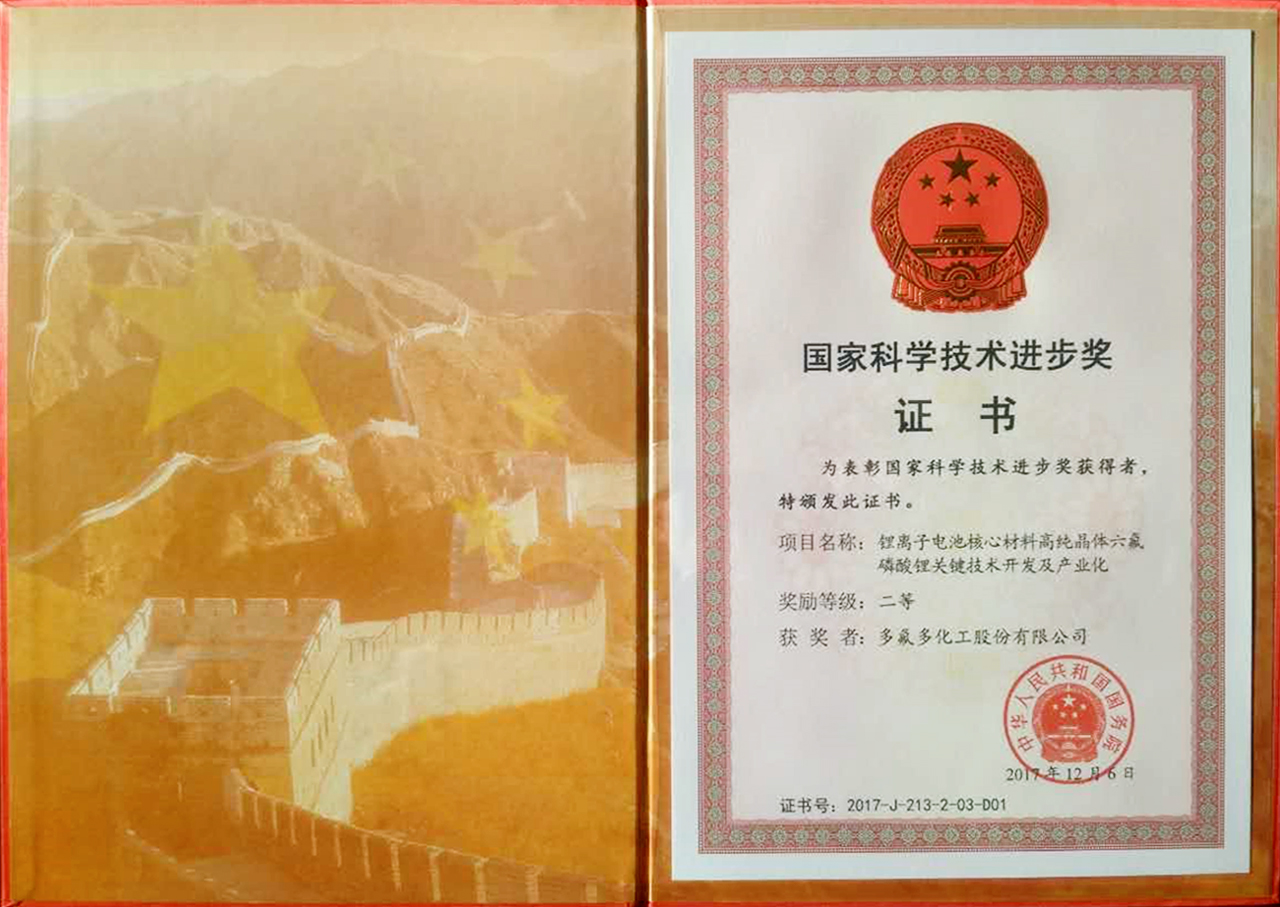 国家科学技术进步奖
证 书
为表彰国家科学技术进步奖获得者，
特颁发此证书。
项目名称：锂离子电池核心材料高纯晶体六氟
磷酸锂关键技术开发及产业化
奖励等级：二等
获 奖 者：多氟多化工股份有限公司
中华人民共和国国务院
2017年12月6日
证书号：2017-J-213-2-03-D01